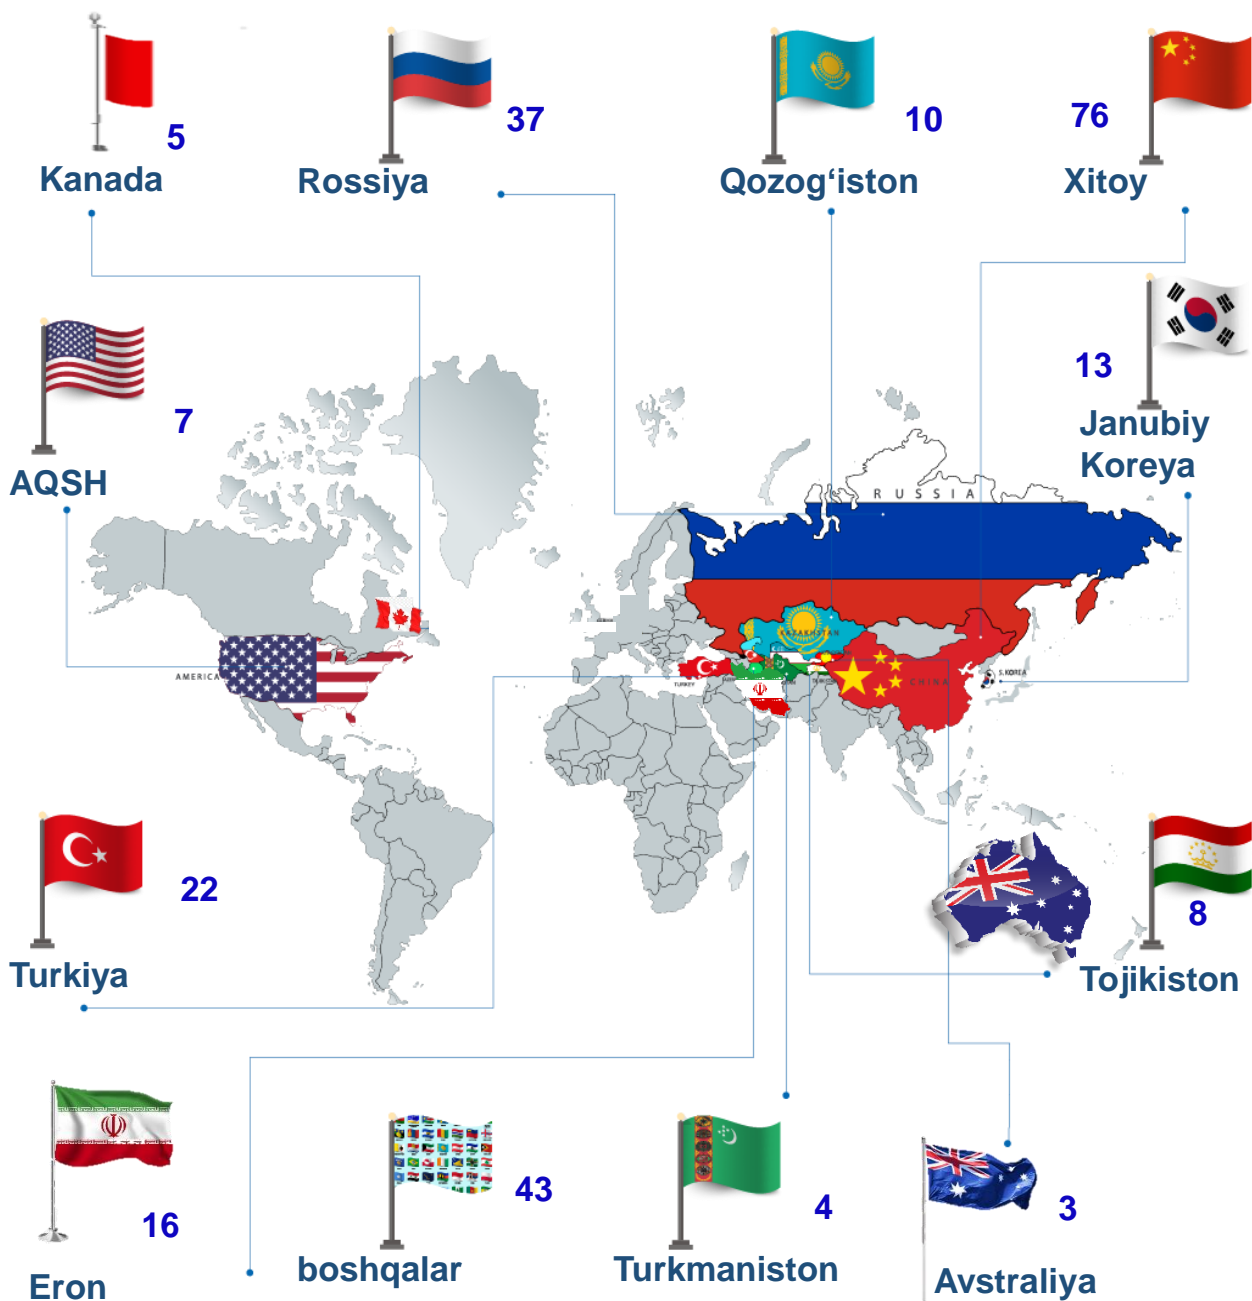 5
37
10
76
Kanada
Rossiya
Qozog‘iston
Xitoy
13
Janubiy
Koreya
7
AQSH
RUSSIA
KAZAKHSTAN
AMERICA
TURKEY
CHINA
S.KOREA
22
Turkiya
8
Tojikiston
16
Eron
43
boshqalar
4
Turkmaniston
3
Avstraliya